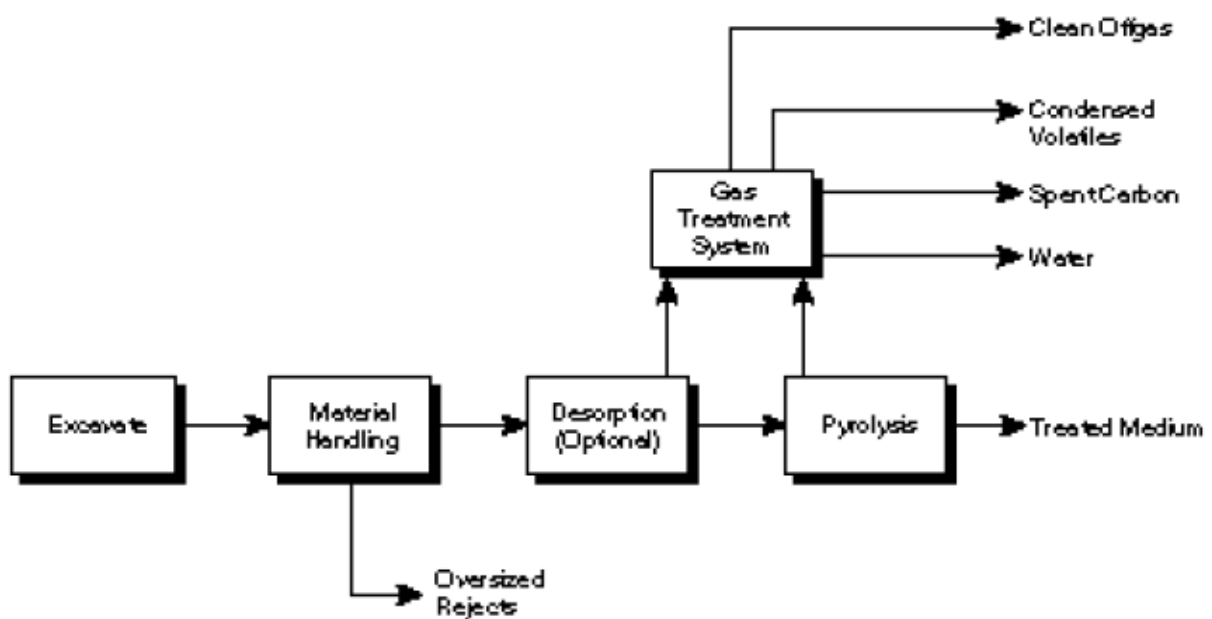 Clean Offgas
Condensed
Volatiles
Gas
Treatment
System
Spent Carbon
Water
Excavate
Material
Handling
Desorption
(Optional)
Pyrolysis
Treated Medium
Oversized
Rejects